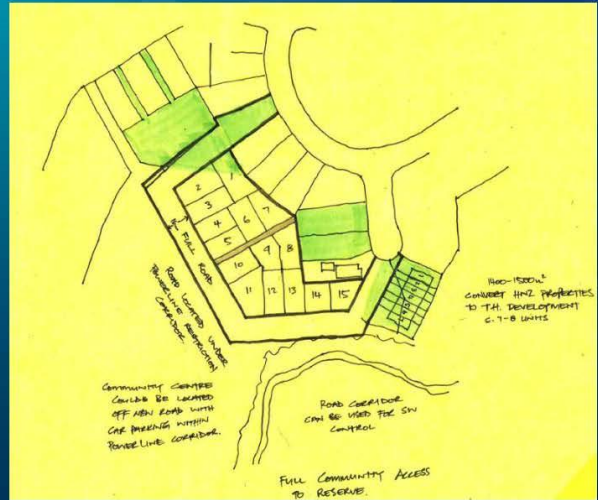 1
2
3
4
5
6
7
8
9
10
11
12
13
14
15
FULL ROAD
ROAD LOCATED UNDER
POWERLINE RESTRICTION
CORRIDOR
1400-1500m²
CONVERT HNZ PROPERTIES
TO T.H. DEVELOPMENT
C. 7-8 UNITS
COMMUNITY CENTRE
COULD BE LOCATED
OFF NEW ROAD WITH
CAR PARKING WITHIN
POWERLINE CORRIDOR.
ROAD CORRIDOR
CAN BE USED FOR SW
CONTROL
FULL COMMUNITY ACCESS
TO RESERVE.